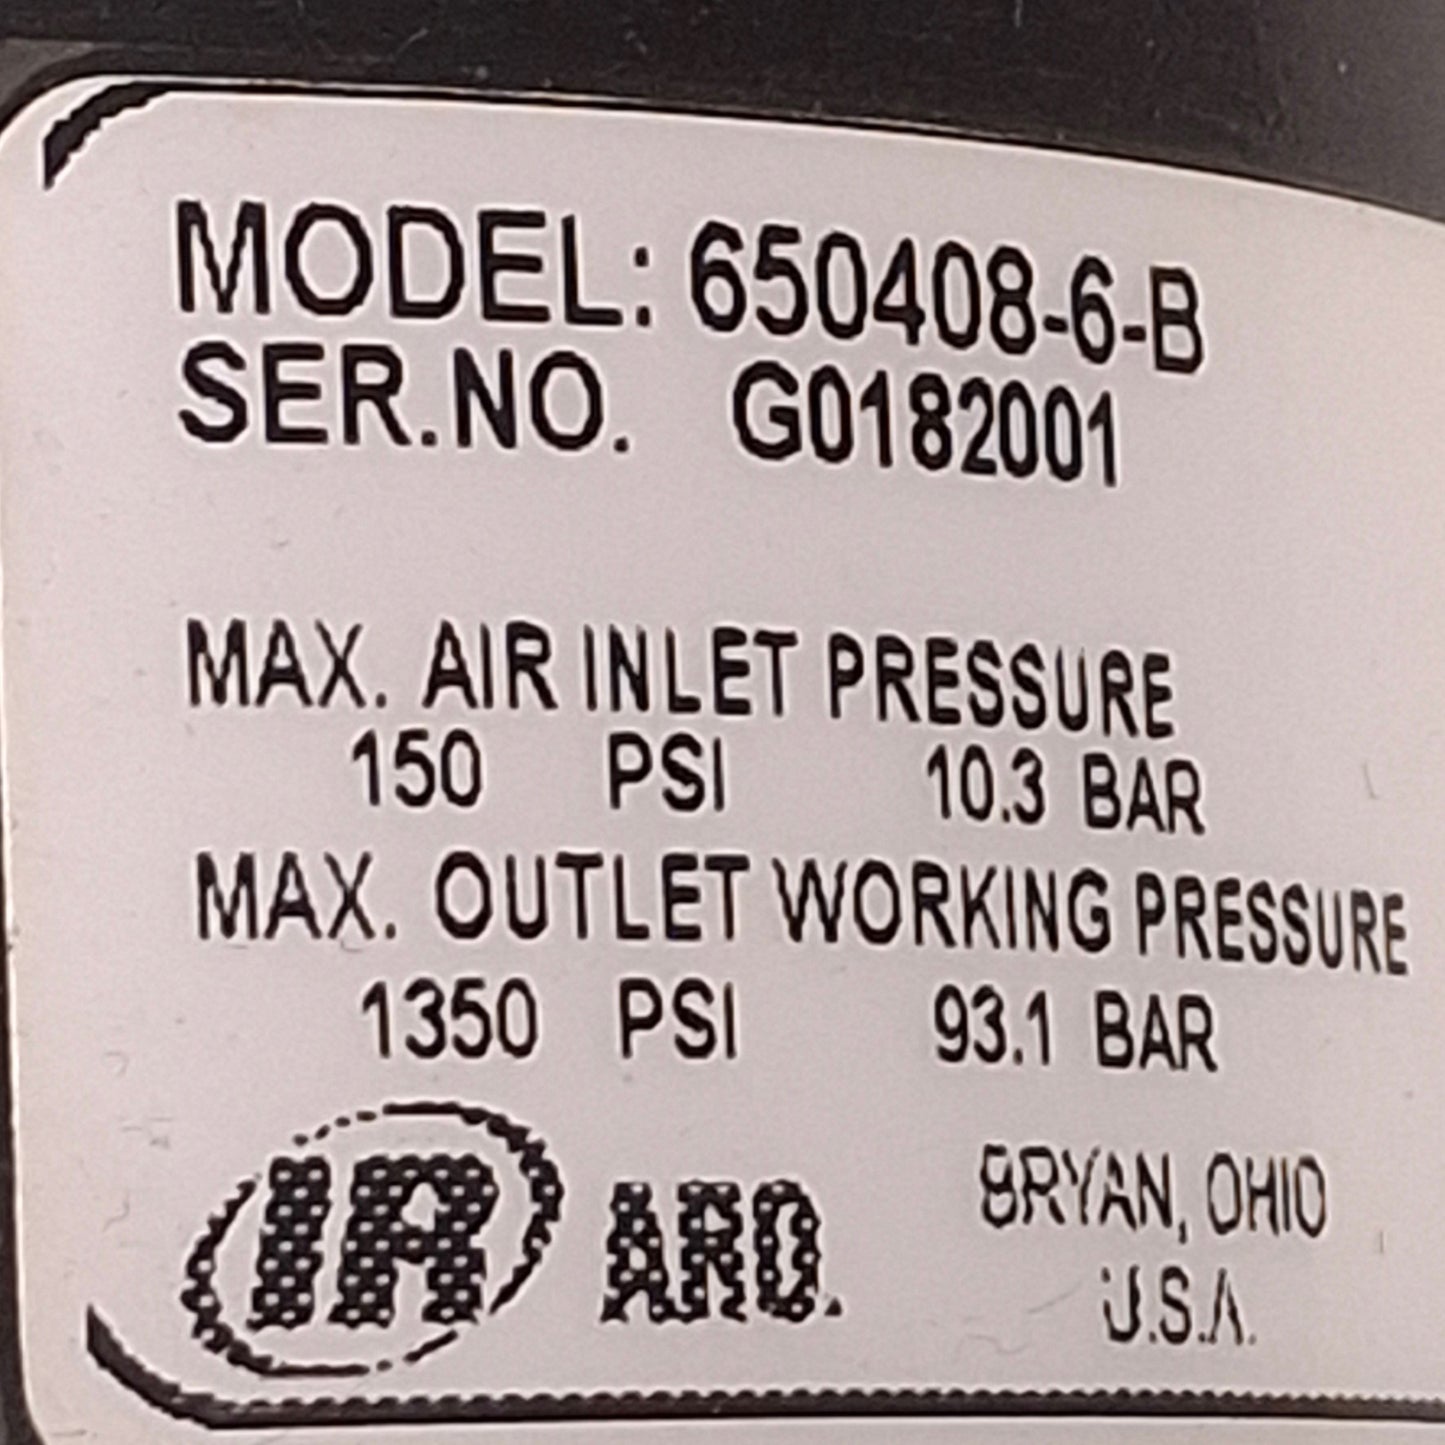 MODEL: 650408-6-B
SER.NO. G0182001
MAX. AIR INLET PRESSURE
150 PSI 10.3 BAR
MAX. OUTLET WORKING PRESSURE
1350 PSI 93.1 BAR
IR ARO. BRYAN, OHIO
U.S.A.